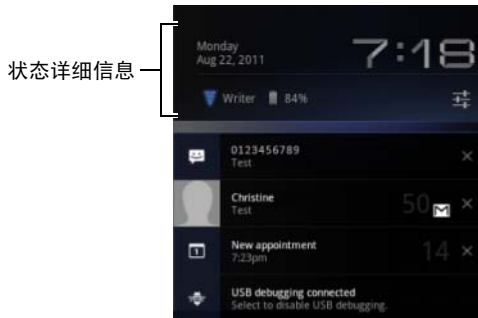 状态详细信息
Monday
Aug 22, 2011
7:18
Writer 84%
0123456789
Test
Christine
Test
50
1
New appointment
7:23pm
14
USB debugging connected
Select to disable USB debugging.